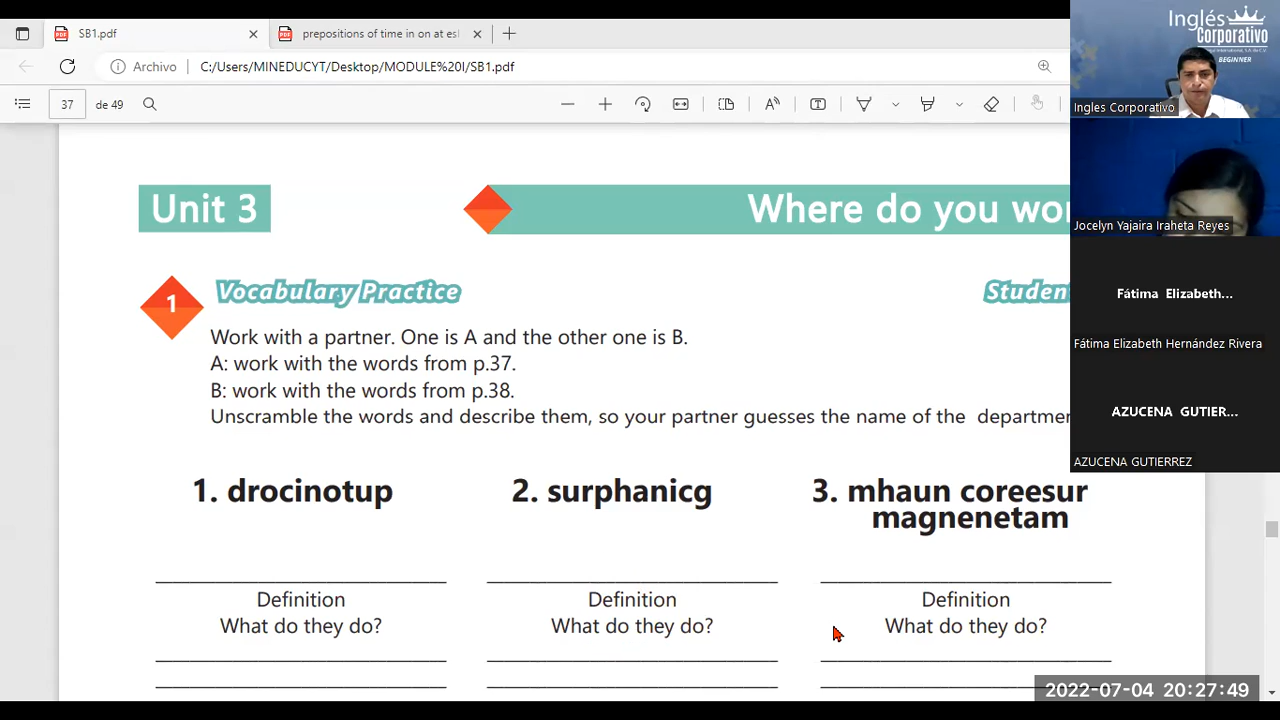 SB1.pdf
prepositions of time in on at esl
Archivo
C:/Users/MINEDUCYT/Desktop/MODULE%20I/SB1.pdf
37 de 49
Inglés
Corporativo
BEGINNER
Ingles Corporativo
Jocelyn Yajaira Iraheta Reyes
Fátima Elizabeth...
Fátima Elizabeth Hernández Rivera
AZUCENA GUTIER...
AZUCENA GUTIERREZ
Unit 3
Where do you wo
1
Vocabulary Practice
Student
Work with a partner. One is A and the other one is B.
A: work with the words from p.37.
B: work with the words from p.38.
Unscramble the words and describe them, so your partner guesses the name of the departmen
1. drocinotup
2. surphanicg
3. mhaun coreesur
magnenetam
Definition
What do they do?
Definition
What do they do?
Definition
What do they do?
2022-07-04 20:27:49